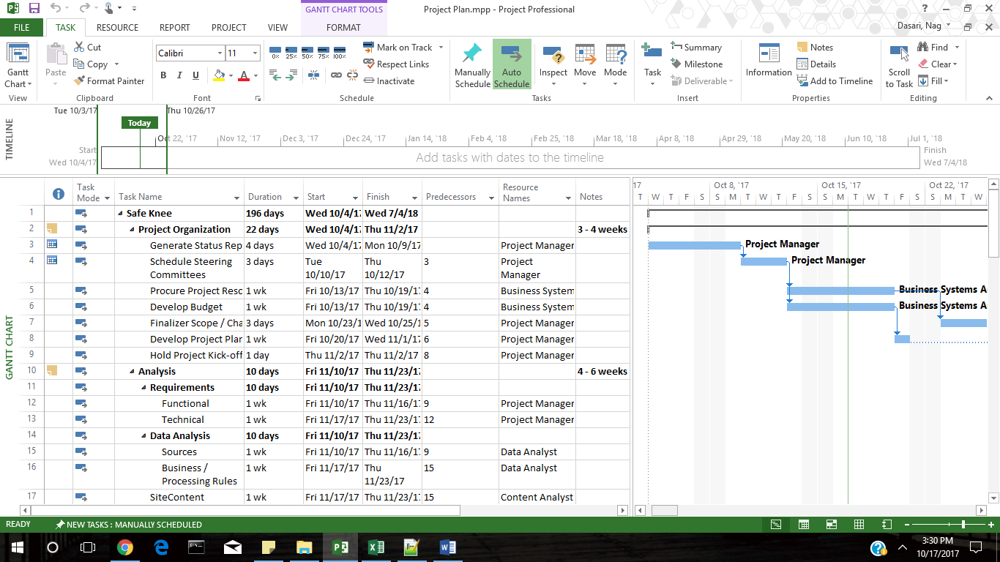 GANTT CHART TOOLS
Project Plan.mpp - Project Professional
FILE TASK RESOURCE REPORT PROJECT VIEW FORMAT
Dasari, Nag
Gantt Chart
View
Paste
Cut
Copy
Format Painter
Clipboard
Calibri 11
B I U A
Font
0% 25% 50% 75% 100%
Mark on Track
Respect Links
Inactivate
Schedule
Manually Schedule
Auto Schedule
Inspect
Move
Mode
Tasks
Task
Summary
Milestone
Deliverable
Insert
Information
Notes
Details
Add to Timeline
Properties
Scroll to Task
Find
Clear
Fill
Editing
TIMELINE
Tue 10/3/17 Thu 10/26/17
Today
Oct 22, '17 Nov 12, '17 Dec 3, '17 Dec 24, '17 Jan 14, '18 Feb 4, '18 Feb 25, '18 Mar 18, '18 Apr 8, '18 Apr 29, '18 May 20, '18 Jun 10, '18 Jul 1, '18
Start
Wed 10/4/17
Add tasks with dates to the timeline
Finish
Wed 7/4/18
GANTT CHART
Task Mode Task Name Duration Start Finish Predecessors Resource Names Notes
17 Oct 8, '17 Oct 15, '17 Oct 22, '17
T W T F S S M T W T F S S M T W T F S S M T W
1 Safe Knee 196 days Wed 10/4/17 Wed 7/4/18
2 Project Organization 22 days Wed 10/4/17 Thu 11/2/17 3 - 4 weeks
3 Generate Status Rep 4 days Wed 10/4/17 Mon 10/9/17 Project Manager
Project Manager
4 Schedule Steering Committees 3 days Tue 10/10/17 Thu 10/12/17 3 Project Manager
Project Manager
5 Procure Project Resc 1 wk Fri 10/13/17 Thu 10/19/17 4 Business System
Business Systems A
6 Develop Budget 1 wk Fri 10/13/17 Thu 10/19/17 4 Business System
Business Systems A
7 Finalizer Scope / Cha 3 days Mon 10/23/1 Wed 10/25/1 5 Project Manager
8 Develop Project Plar 1 wk Fri 10/20/17 Wed 11/1/17 6 Project Manager
9 Hold Project Kick-off 1 day Thu 11/2/17 Thu 11/2/17 8 Project Manager
10 Analysis 10 days Fri 11/10/17 Thu 11/23/17 4 - 6 weeks
11 Requirements 10 days Fri 11/10/17 Thu 11/23/17
12 Functional 1 wk Fri 11/10/17 Thu 11/16/17 9 Project Manager
13 Technical 1 wk Fri 11/17/17 Thu 11/23/17 12 Project Manager
14 Data Analysis 10 days Fri 11/10/17 Thu 11/23/17
15 Sources 1 wk Fri 11/10/17 Thu 11/16/17 9 Data Analyst
16 Business / Processing Rules 1 wk Fri 11/17/17 Thu 11/23/17 15 Data Analyst
17 SiteContent 1 wk Fri 11/17/17 Thu 11/23/17 15 Content Analyst
READY NEW TASKS : MANUALLY SCHEDULED
3:30 PM
10/17/2017